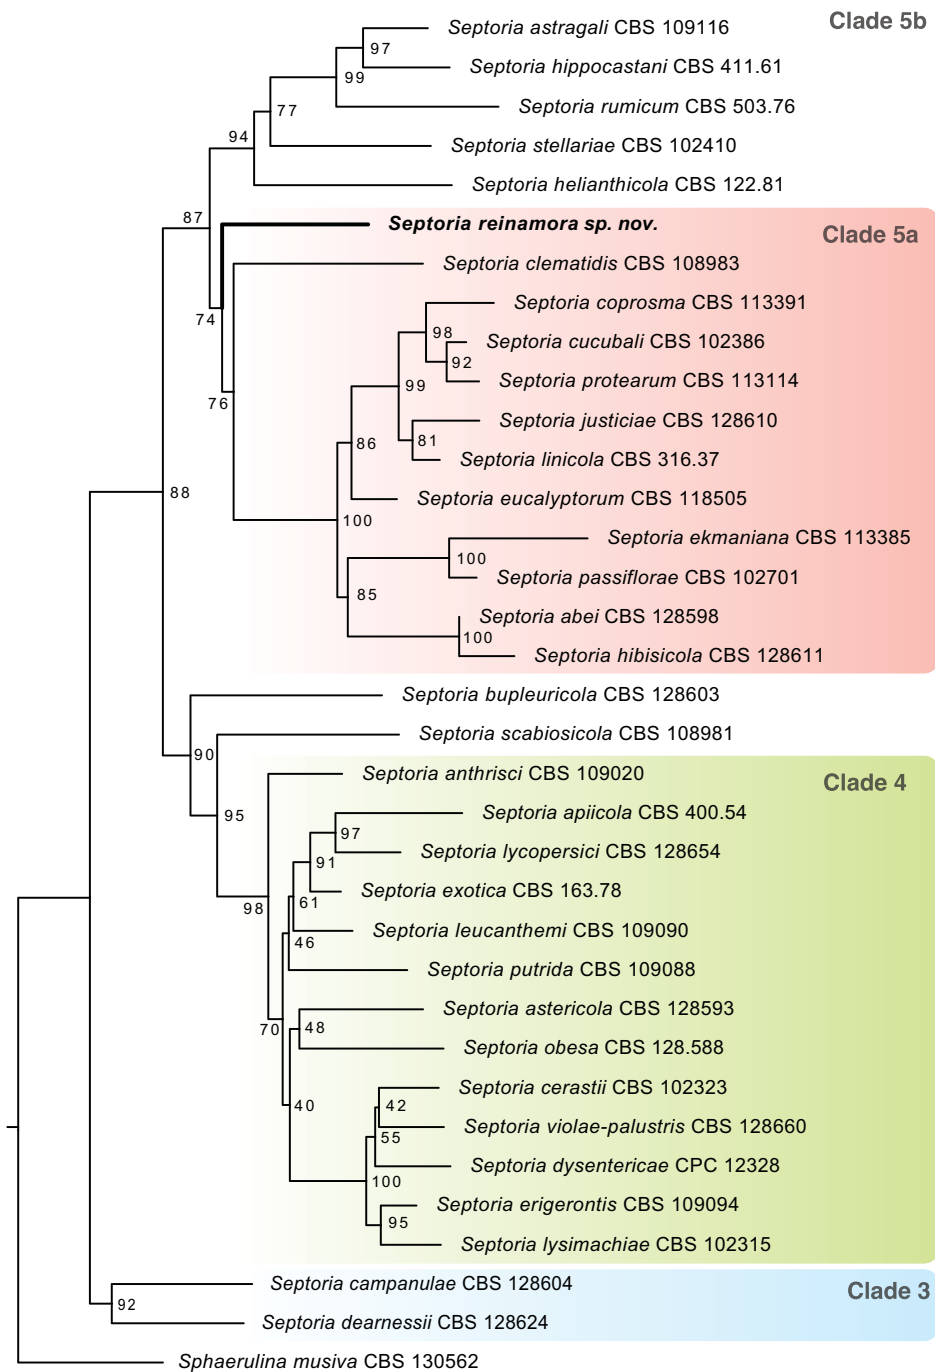 Septoria astragali CBS 109116
Clade 5b
97
Septoria hippocastani CBS 411.61
99
Septoria rumicum CBS 503.76
77
94
Septoria stellariae CBS 102410
Septoria helianthicola CBS 122.81
87
Septoria reinamora sp. nov.
Clade 5a
Septoria clematidis CBS 108983
Septoria coprosma CBS 113391
74
98
Septoria cucubali CBS 102386
92
Septoria protearum CBS 113114
99
76
Septoria justiciae CBS 128610
81
86
Septoria linicola CBS 316.37
88
Septoria eucalyptorum CBS 118505
100
Septoria ekmaniana CBS 113385
100
Septoria passiflorae CBS 102701
85
Septoria abei CBS 128598
100
Septoria hibisicola CBS 128611
Septoria bupleuricola CBS 128603
Septoria scabiosicola CBS 108981
90
Septoria anthrisci CBS 109020
Clade 4
95
Septoria apiicola CBS 400.54
97
Septoria lycopersici CBS 128654
91
Septoria exotica CBS 163.78
61
98
Septoria leucanthemi CBS 109090
46
Septoria putrida CBS 109088
Septoria astericola CBS 128593
70
48
Septoria obesa CBS 128.588
Septoria cerastii CBS 102323
40
42
Septoria violae-palustris CBS 128660
55
Septoria dysentericae CPC 12328
100
Septoria erigerontis CBS 109094
95
Septoria lysimachiae CBS 102315
Septoria campanulae CBS 128604
Clade 3
92
Septoria dearnessii CBS 128624
Sphaerulina musiva CBS 130562